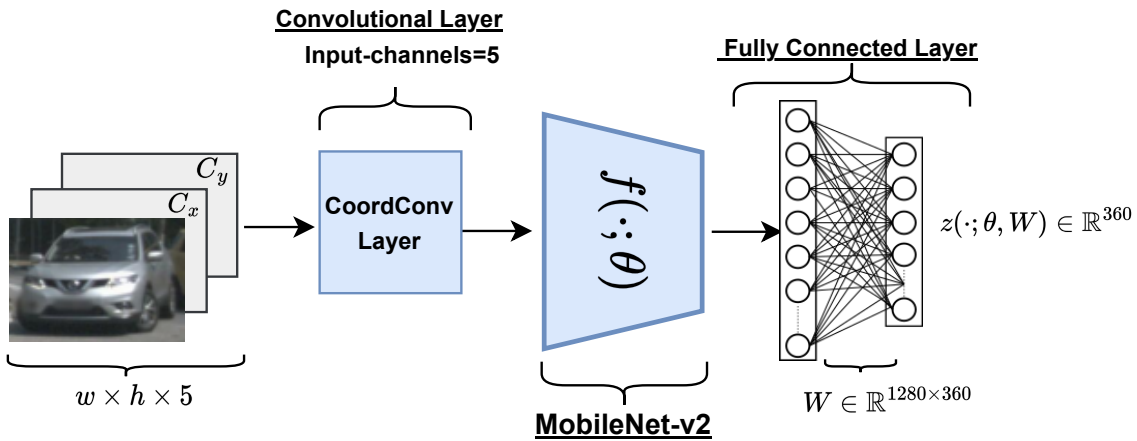 Convolutional Layer
Input-channels=5
Fully Connected Layer
C_y
C_x
CoordConv
Layer
f(·;θ)
z(·;θ, W) ∈ ℝ^360
w × h × 5
MobileNet-v2
W ∈ ℝ^1280×360